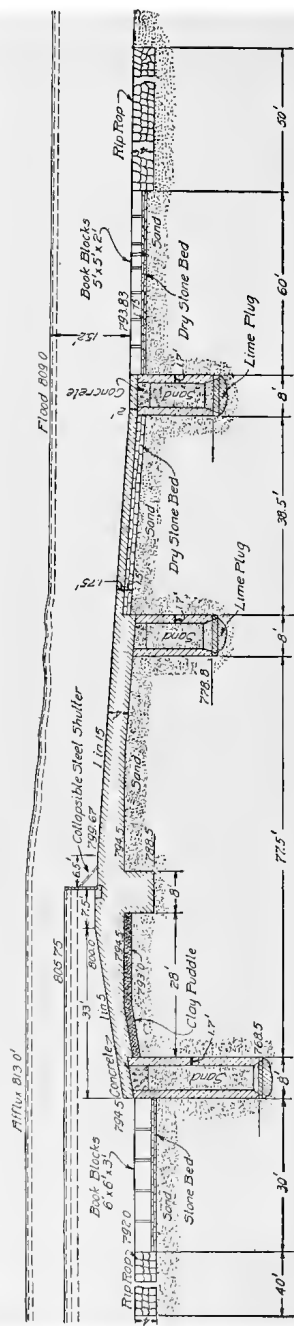 Afflux 813.0'
Flood 809.0
805.75
Collapsible Steel Shutter
6.5'
7.5'
33'
800.0'
799.67
1 in 5
1 in 15
Concrete
794.5
794.5
793.0
794.5
788.5
Book Blocks
6'x6'x3'
792.0
Rip Rap
4'
Stone Bed
Sand
Sand
1.7'
768.5
Clay Puddle
28'
8'
Sand
Sand
1.7'
778.8
Lime Plug
1.75'
Sand
Dry Stone Bed
2'
Concrete
Sand
1.7'
Lime Plug
15.2'
793.83
Book Blocks
5'x5'x2'
Sand
Dry Stone Bed
Rip Rop
40'
30'
8'
77.5'
8'
38.5'
8'
60'
50'